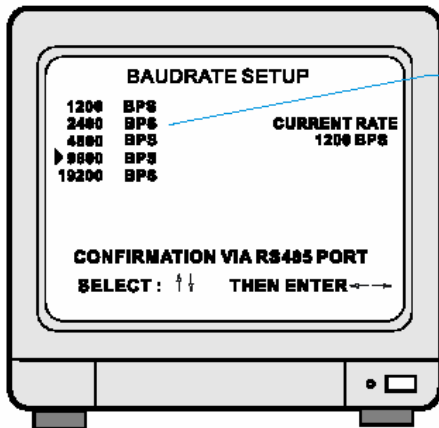 BAUDRATE SETUP
1200 BPS
2400 BPS
4800 BPS
9600 BPS
19200 BPS
CURRENT RATE
1200 BPS
CONFIRMATION VIA RS485 PORT
SELECT : ↑↓ THEN ENTER ←→